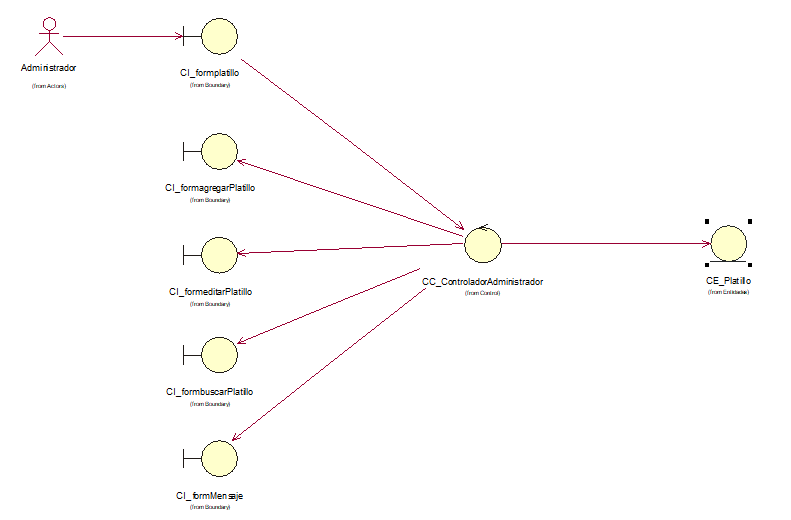 Administrador
(from Actors)
CI_formplatillo
(from Boundary)
CI_formagregarPlatillo
(from Boundary)
CI_formeditarPlatillo
(from Boundary)
CC_ControladorAdministrador
(from Control)
CE_Platillo
(from Entidades)
CI_formbuscarPlatillo
(from Boundary)
CI_formMensaje
(from Boundary)